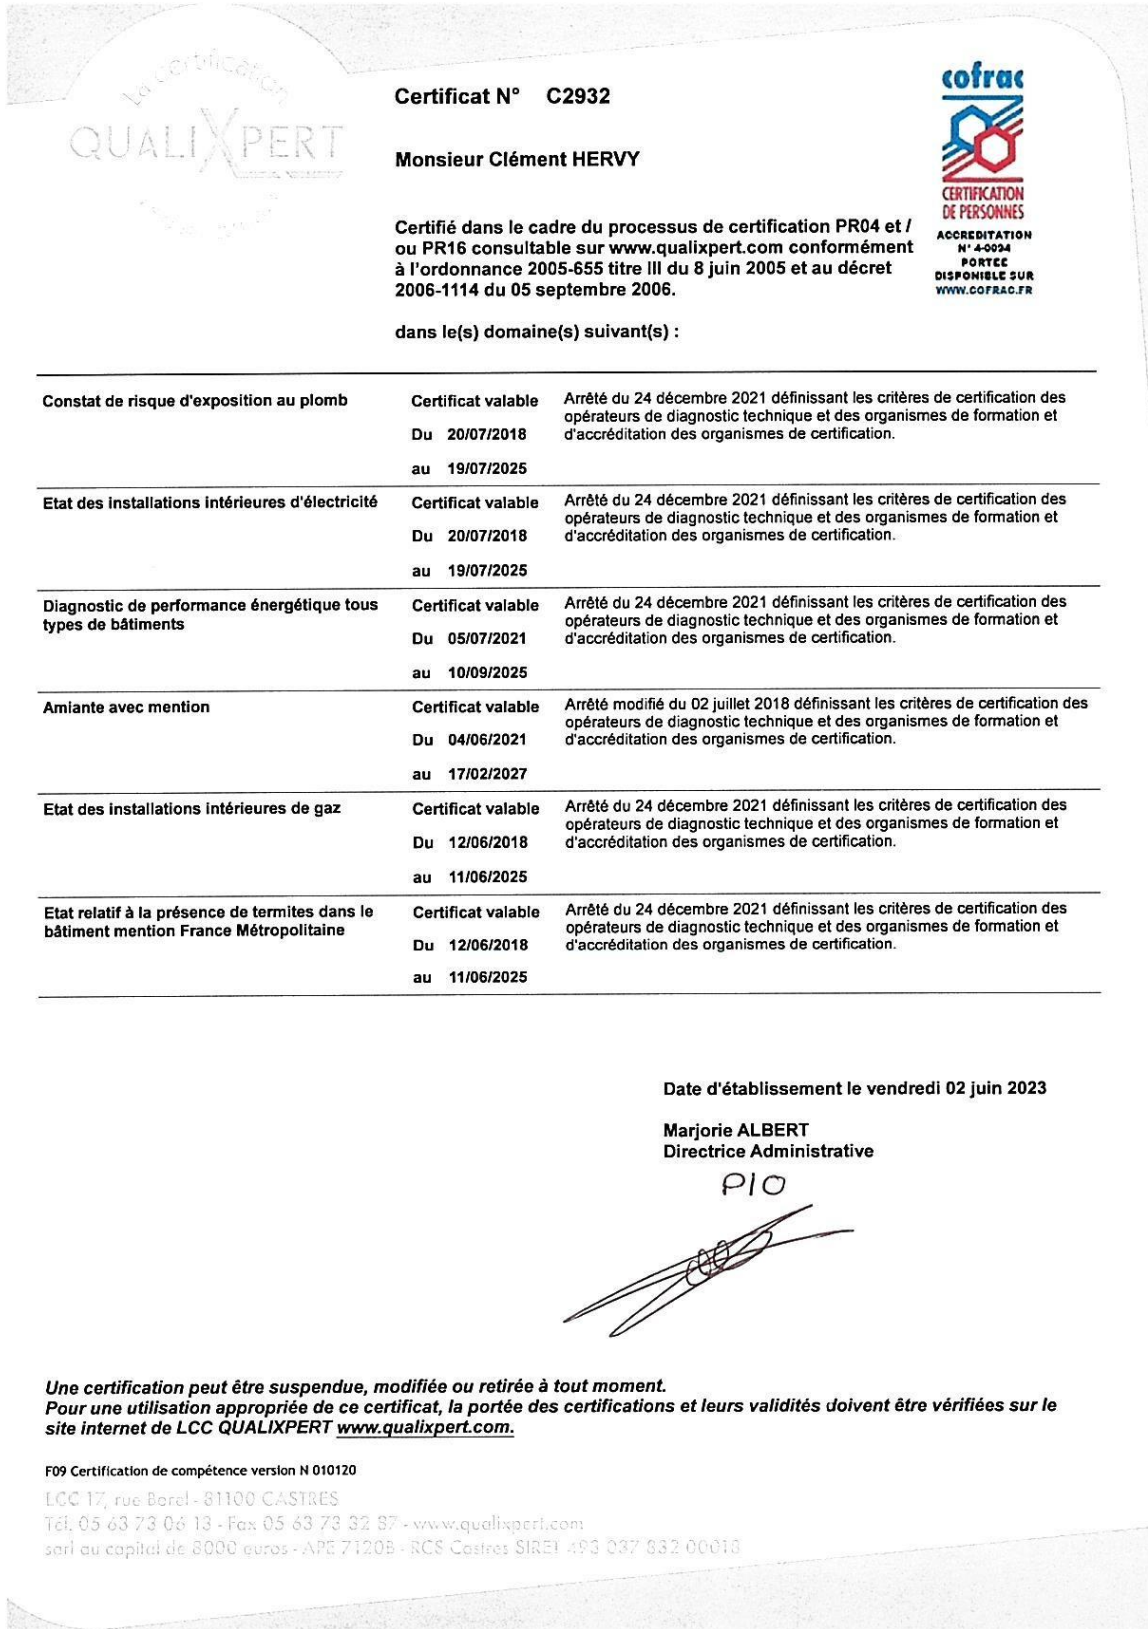 La Certification
QUALIXPERT
Certificat N° C2932
Monsieur Clément HERVY
Certifié dans le cadre du processus de certification PR04 et /
ou PR16 consultable sur www.qualixpert.com conformément
à l'ordonnance 2005-655 titre III du 8 juin 2005 et au décret
2006-1114 du 05 septembre 2006.
dans le(s) domaine(s) suivant(s) :
cofrac
CERTIFICATION
DE PERSONNES
ACCREDITATION
N° 4-0094
PORTEE
DISPONIBLE SUR
WWW.COFRAC.FR
Constat de risque d'exposition au plomb
Certificat valable
Du 20/07/2018
au 19/07/2025
Arrêté du 24 décembre 2021 définissant les critères de certification des
opérateurs de diagnostic technique et des organismes de formation et
d'accréditation des organismes de certification.
Etat des installations intérieures d'électricité
Certificat valable
Du 20/07/2018
au 19/07/2025
Arrêté du 24 décembre 2021 définissant les critères de certification des
opérateurs de diagnostic technique et des organismes de formation et
d'accréditation des organismes de certification.
Diagnostic de performance énergétique tous
types de bâtiments
Certificat valable
Du 05/07/2021
au 10/09/2025
Arrêté du 24 décembre 2021 définissant les critères de certification des
opérateurs de diagnostic technique et des organismes de formation et
d'accréditation des organismes de certification.
Amiante avec mention
Certificat valable
Du 04/06/2021
au 17/02/2027
Arrêté modifié du 02 juillet 2018 définissant les critères de certification des
opérateurs de diagnostic technique et des organismes de formation et
d'accréditation des organismes de certification.
Etat des installations intérieures de gaz
Certificat valable
Du 12/06/2018
au 11/06/2025
Arrêté du 24 décembre 2021 définissant les critères de certification des
opérateurs de diagnostic technique et des organismes de formation et
d'accréditation des organismes de certification.
Etat relatif à la présence de termites dans le
bâtiment mention France Métropolitaine
Certificat valable
Du 12/06/2018
au 11/06/2025
Arrêté du 24 décembre 2021 définissant les critères de certification des
opérateurs de diagnostic technique et des organismes de formation et
d'accréditation des organismes de certification.
Date d'établissement le vendredi 02 juin 2023
Marjorie ALBERT
Directrice Administrative
P/O
Une certification peut être suspendue, modifiée ou retirée à tout moment.
Pour une utilisation appropriée de ce certificat, la portée des certifications et leurs validités doivent être vérifiées sur le
site internet de LCC QUALIXPERT www.qualixpert.com.
F09 Certification de compétence version N 010120
LCC 17, rue Borel - 81100 CASTRES
Tél. 05 63 73 06 13 - Fax 05 63 73 32 87 - www.qualixpert.com
sarl au capital de 8000 euros - APE 7120B - RCS Castres SIRET 493 037 832 00018